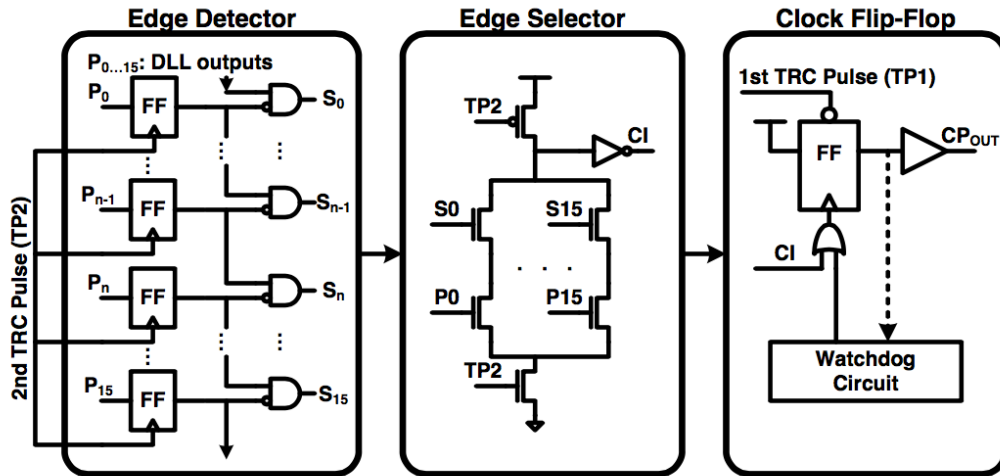 Edge Detector
P0...15: DLL outputs
P0
FF
S0
Pn-1
FF
Sn-1
Pn
FF
Sn
P15
FF
S15
2nd TRC Pulse (TP2)
Edge Selector
TP2
CI
S0
S15
P0
P15
TP2
Clock Flip-Flop
1st TRC Pulse (TP1)
FF
CPOUT
CI
Watchdog
Circuit